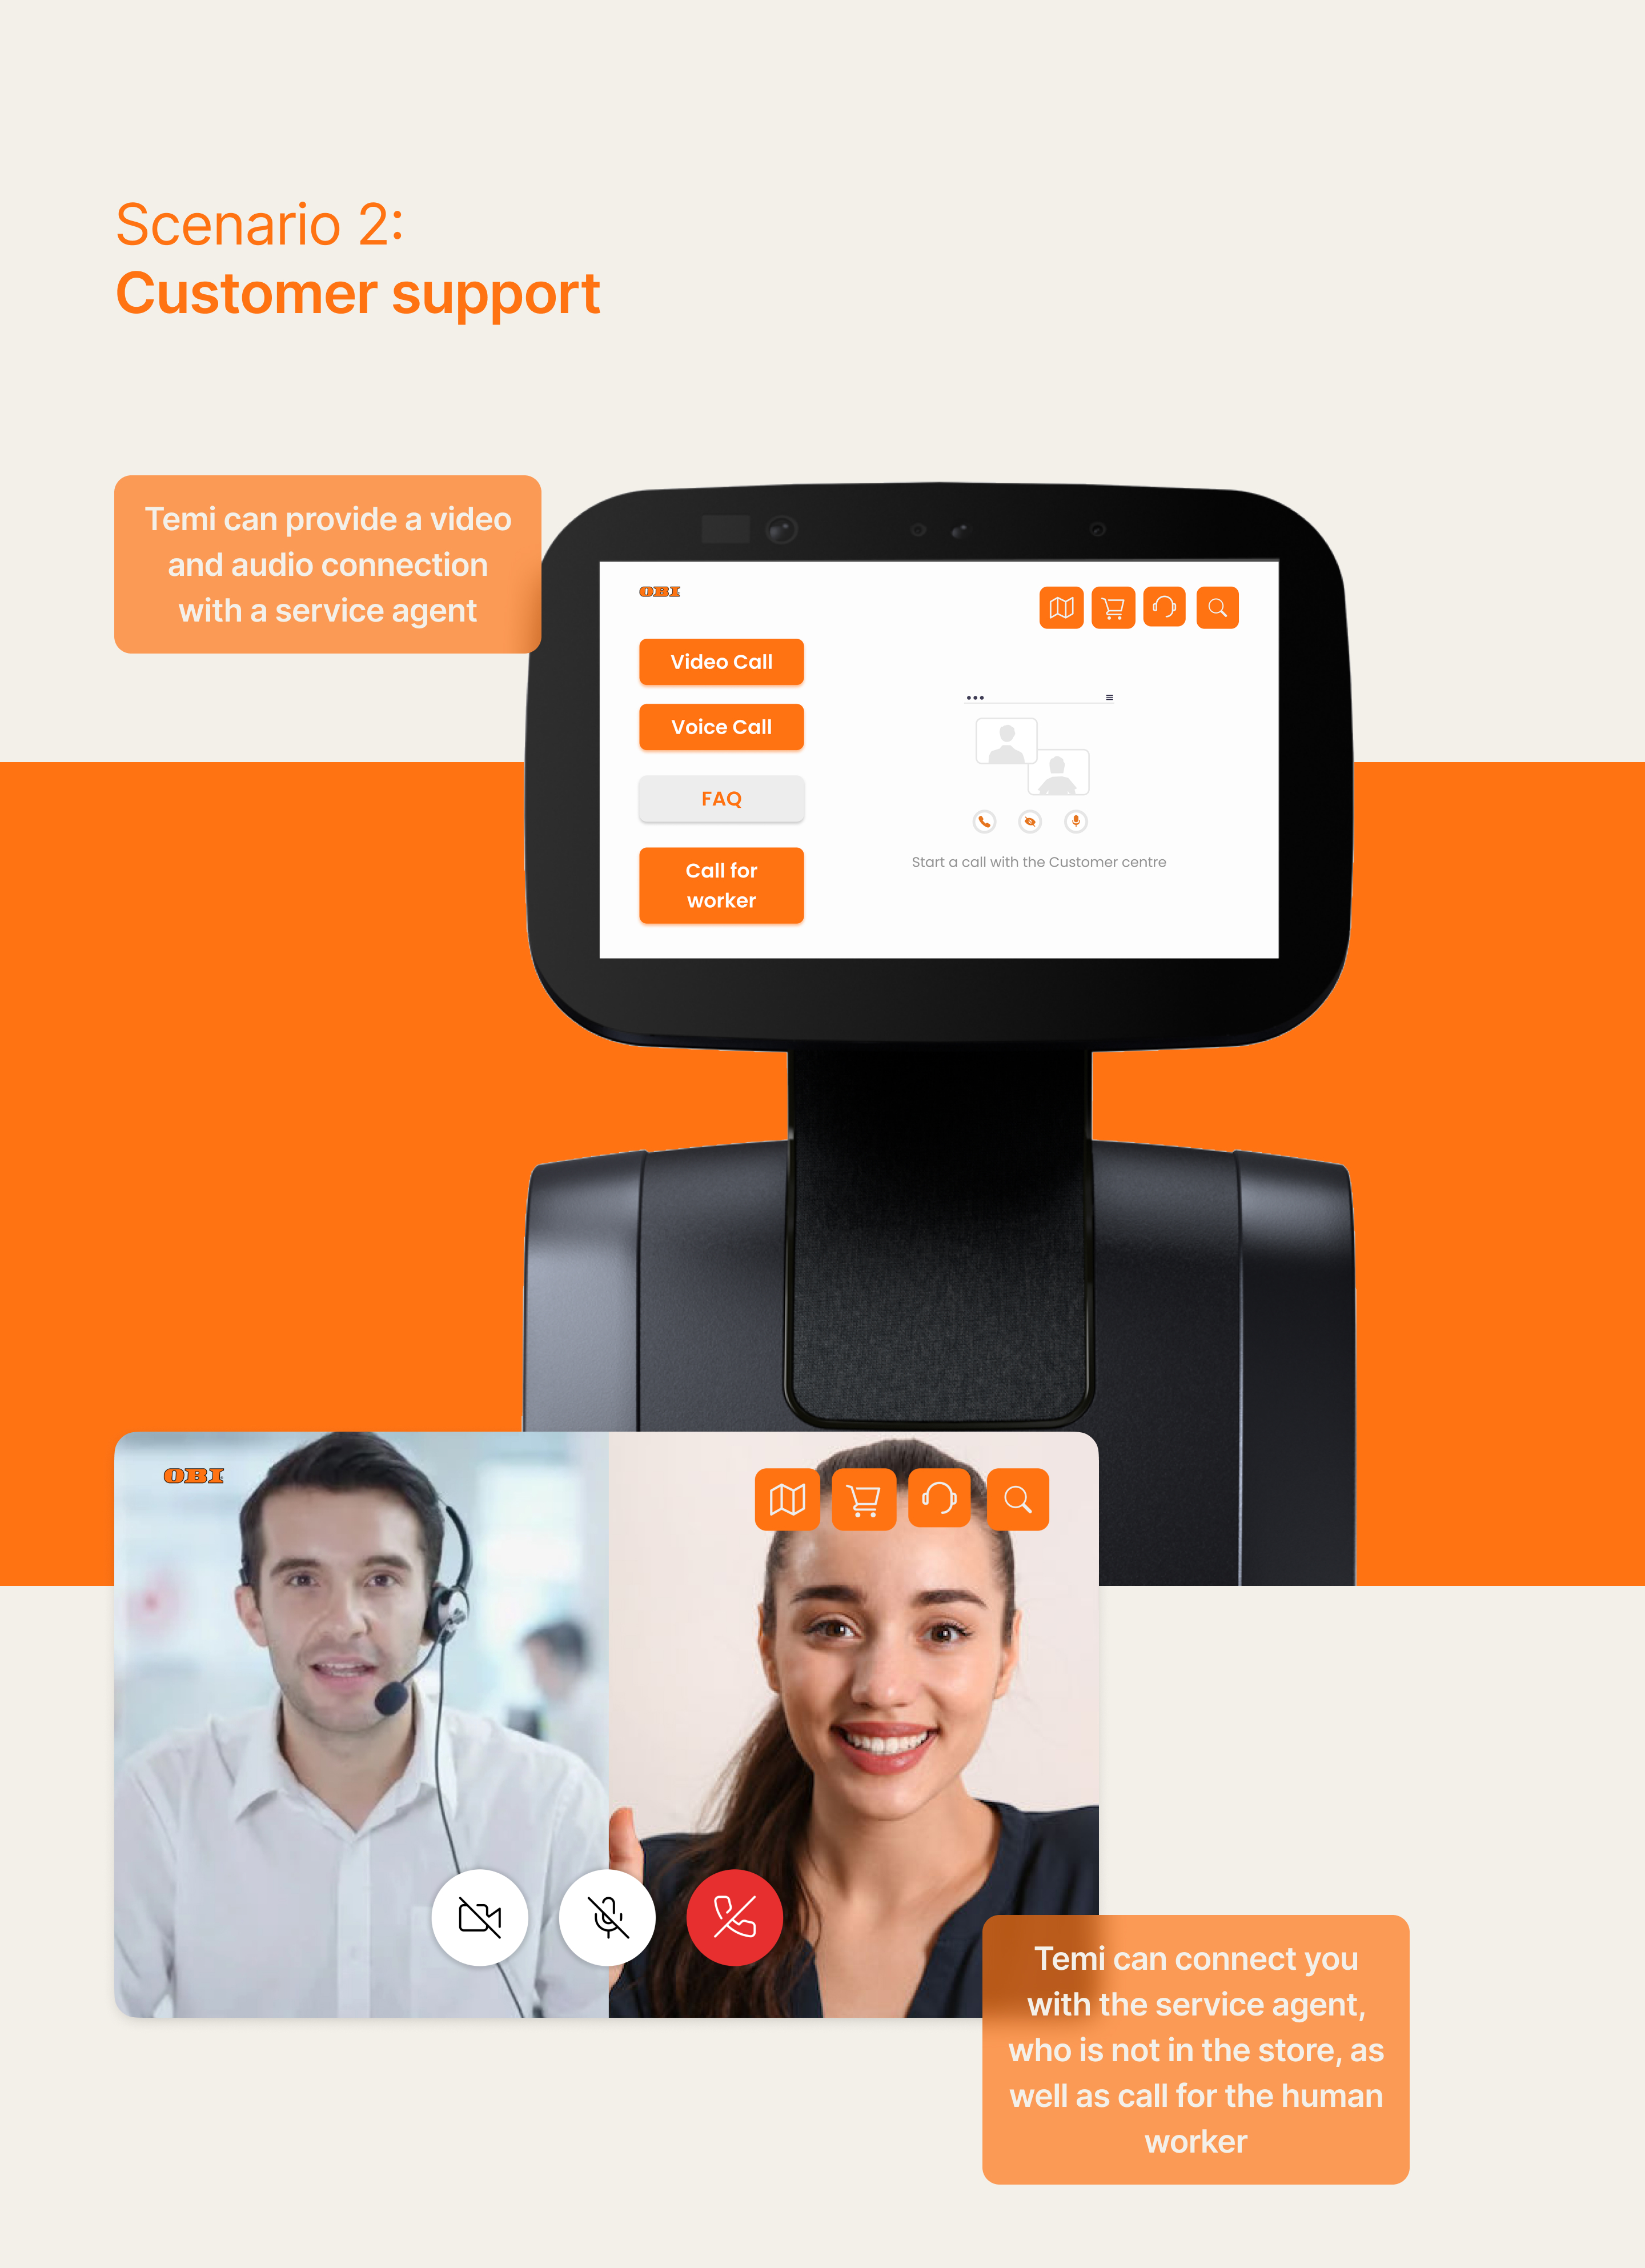 Scenario 2:
Customer support
Temi can provide a video
and audio connection
with a service agent
OBI
Video Call
Voice Call
FAQ
Call for
worker
Start a call with the Customer centre
OBI
Temi can connect you
with the service agent,
who is not in the store, as
well as call for the human
worker